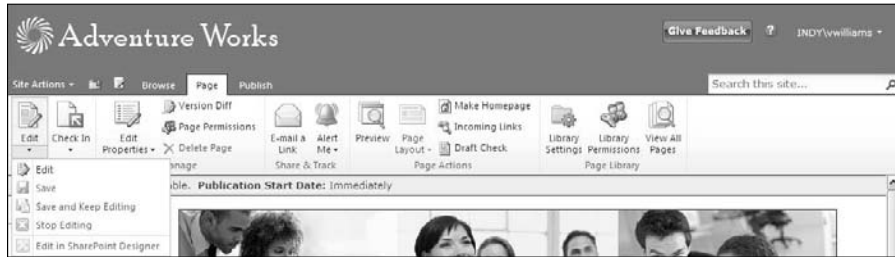 Adventure Works
Give Feedback ? INDY\vwilliams
Site Actions Browse Page Publish
Search this site...
Edit
Check In
Edit Properties
Version Diff
Page Permissions
Delete Page
E-mail a Link
Alert Me
Share & Track
Preview
Page Layout
Make Homepage
Incoming Links
Draft Check
Page Actions
Library Settings
Library Permissions
View All Pages
Page Library
Publication Start Date: Immediately
Edit
Save
Save and Keep Editing
Stop Editing
Edit in SharePoint Designer